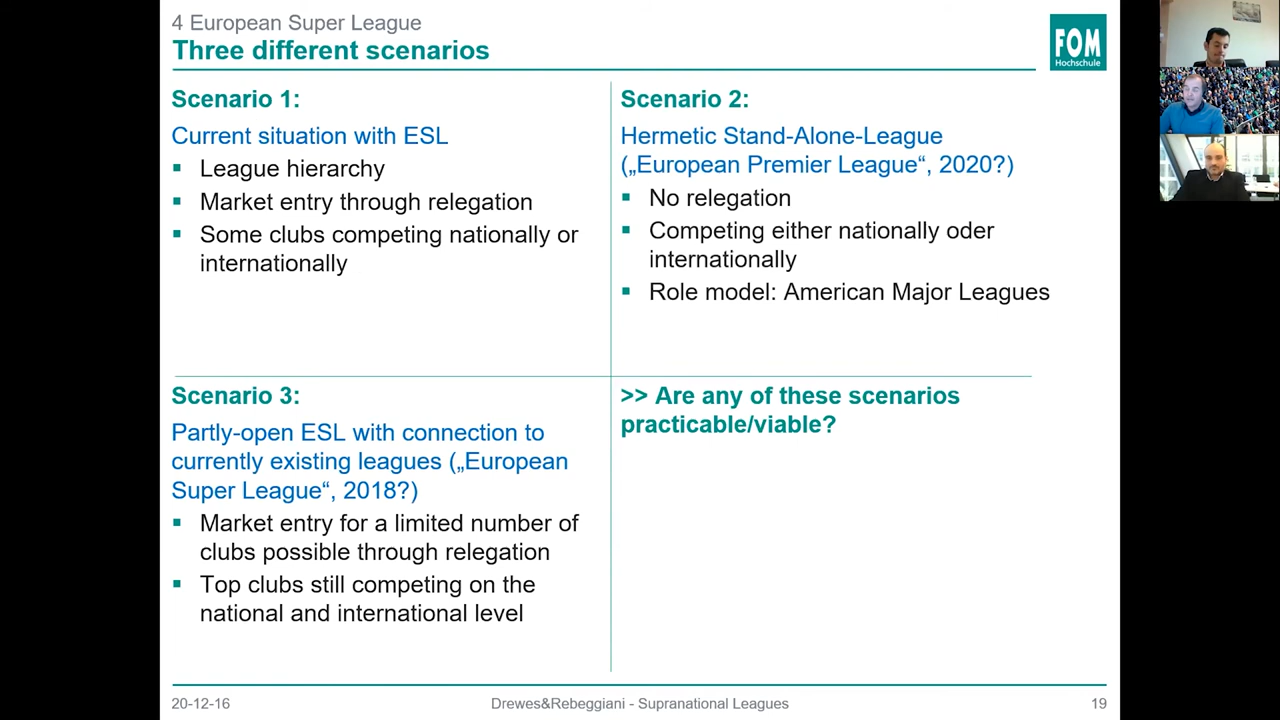 4 European Super League
Three different scenarios
FOM
Hochschule
Scenario 1:
Current situation with ESL
▪ League hierarchy
▪ Market entry through relegation
▪ Some clubs competing nationally or
internationally
Scenario 2:
Hermetic Stand-Alone-League
(„European Premier League“, 2020?)
▪ No relegation
▪ Competing either nationally oder
internationally
▪ Role model: American Major Leagues
Scenario 3:
Partly-open ESL with connection to
currently existing leagues („European
Super League“, 2018?)
▪ Market entry for a limited number of
clubs possible through relegation
▪ Top clubs still competing on the
national and international level
>> Are any of these scenarios
practicable/viable?
20-12-16
Drewes&Rebeggiani - Supranational Leagues
19